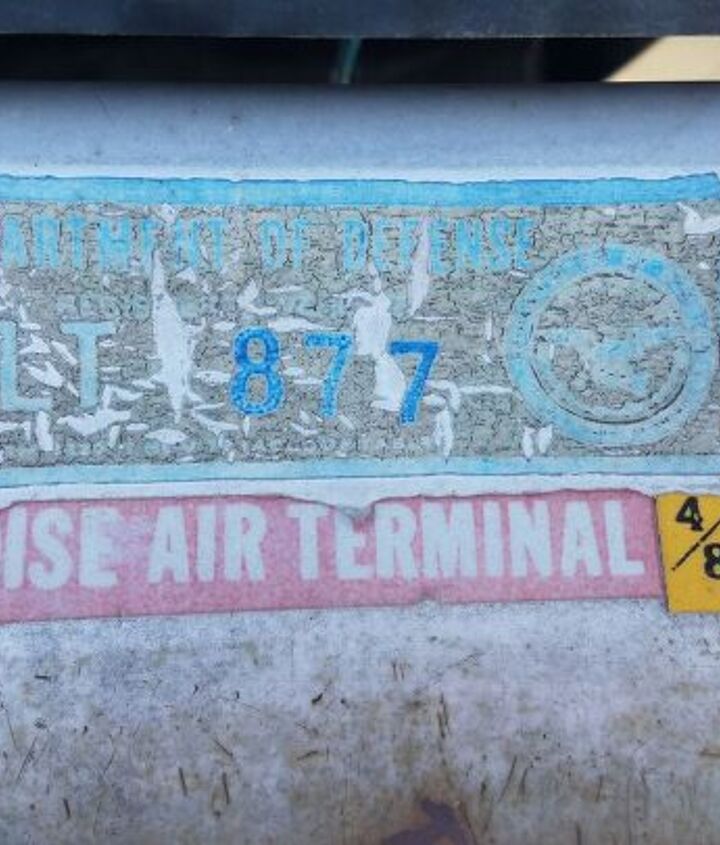 ARTMENT OF DEFENSE
LT 877
ISE AIR TERMINAL
4/8